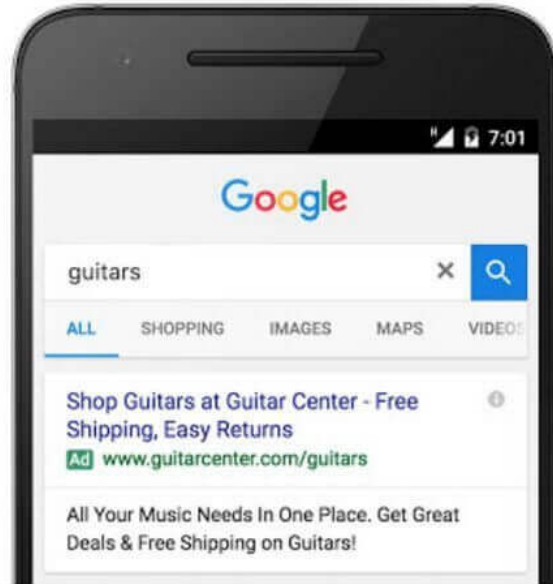 H 7:01
Google
guitars
ALL SHOPPING IMAGES MAPS VIDEOS
Shop Guitars at Guitar Center - Free
Shipping, Easy Returns
Ad www.guitarcenter.com/guitars
All Your Music Needs In One Place. Get Great
Deals & Free Shipping on Guitars!